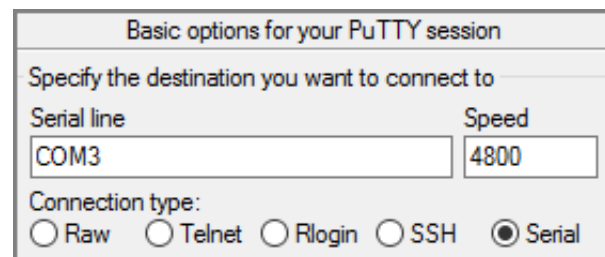 Basic options for your PuTTY session
Specify the destination you want to connect to
Serial line Speed
COM3 4800
Connection type:
Raw Telnet Rlogin SSH Serial